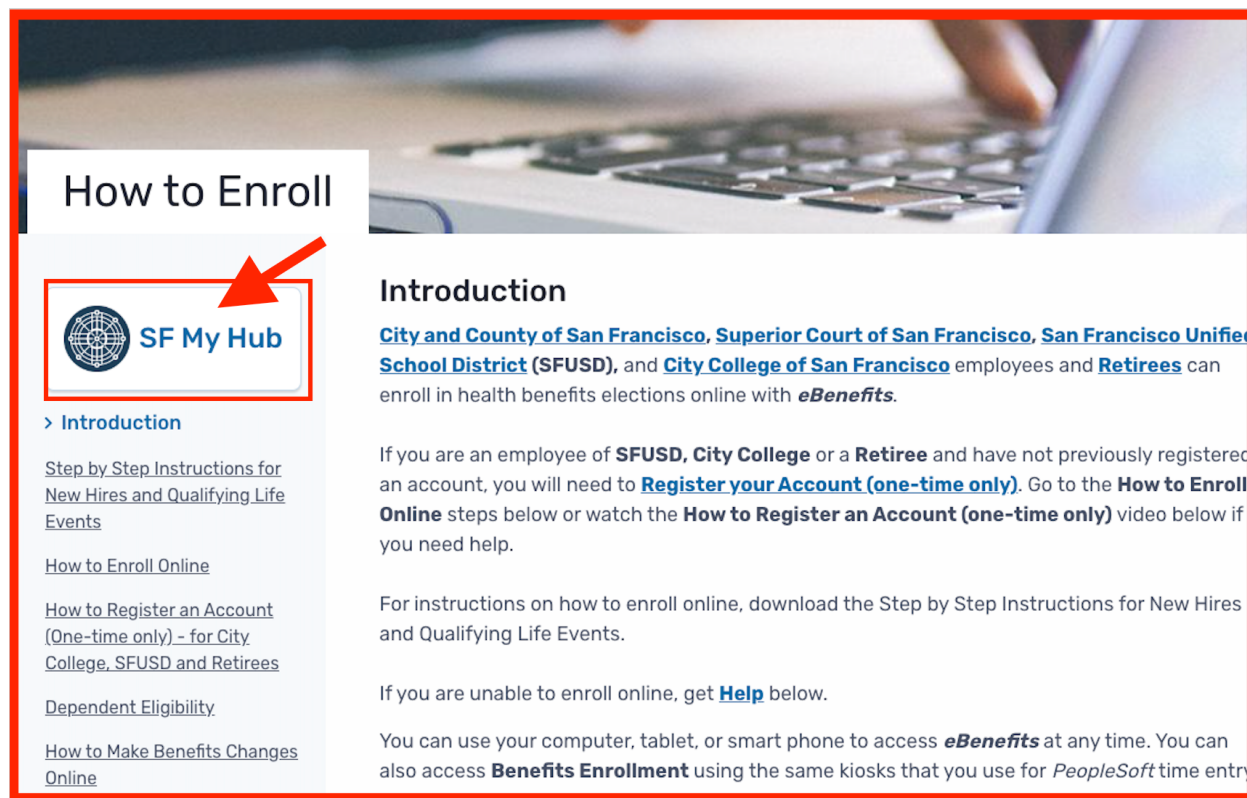 How to Enroll
SF My Hub
Introduction
Step by Step Instructions for
New Hires and Qualifying Life
Events
How to Enroll Online
How to Register an Account
(One-time only) - for City
College, SFUSD and Retirees
Dependent Eligibility
How to Make Benefits Changes
Online
Introduction
City and County of San Francisco, Superior Court of San Francisco, San Francisco Unified
School District (SFUSD), and City College of San Francisco employees and Retirees can
enroll in health benefits elections online with eBenefits.
If you are an employee of SFUSD, City College or a Retiree and have not previously registered
an account, you will need to Register your Account (one-time only). Go to the How to Enroll
Online steps below or watch the How to Register an Account (one-time only) video below if
you need help.
For instructions on how to enroll online, download the Step by Step Instructions for New Hires
and Qualifying Life Events.
If you are unable to enroll online, get Help below.
You can use your computer, tablet, or smart phone to access eBenefits at any time. You can
also access Benefits Enrollment using the same kiosks that you use for PeopleSoft time entry